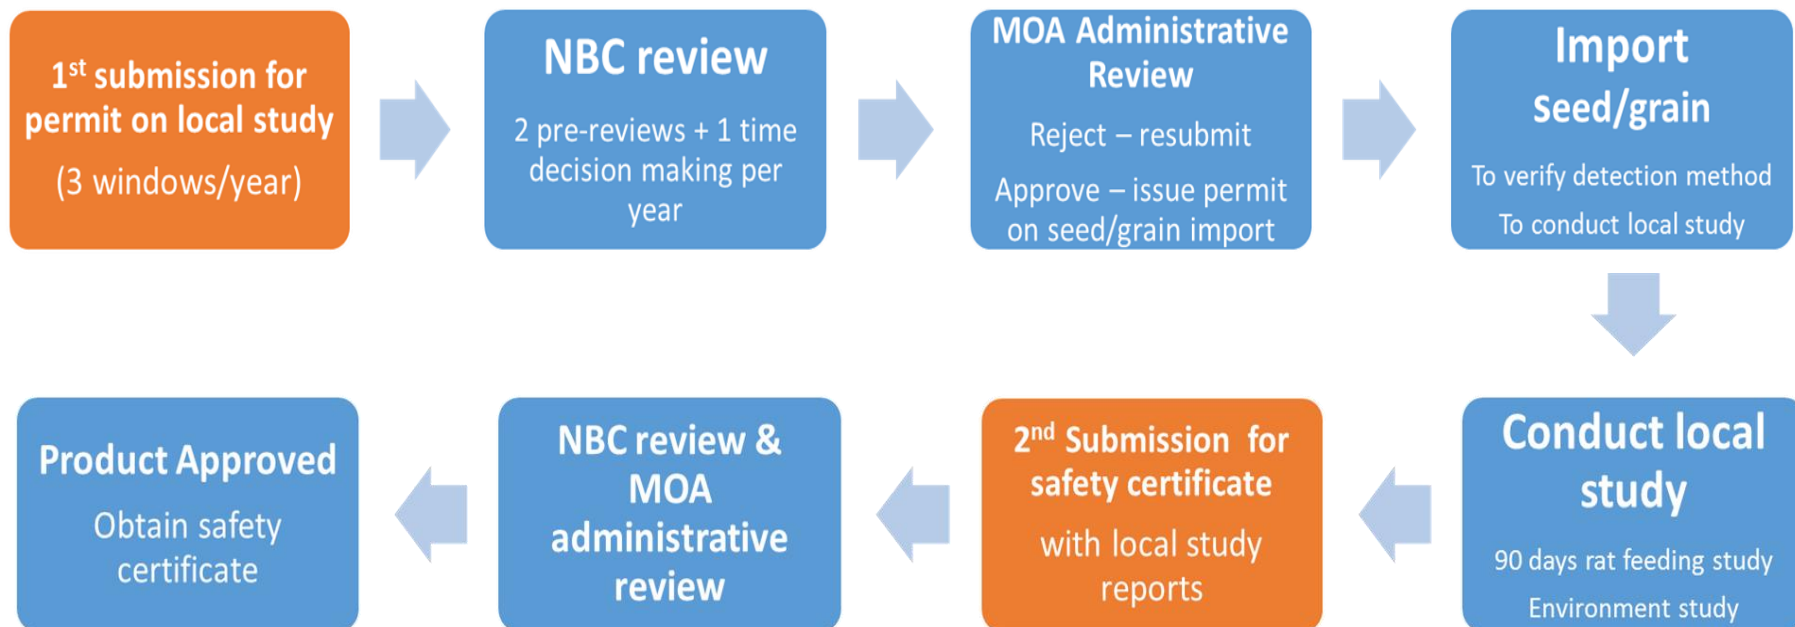 1st submission for
permit on local study
(3 windows/year)
NBC review
2 pre-reviews + 1 time
decision making per
year
MOA Administrative
Review
Reject – resubmit
Approve – issue permit
on seed/grain import
Import
Seed/grain
To verify detection method
To conduct local study
Conduct local
study
90 days rat feeding study
Environment study
2nd Submission for
safety certificate
with local study
reports
NBC review &
MOA
administrative
review
Product Approved
Obtain safety
certificate